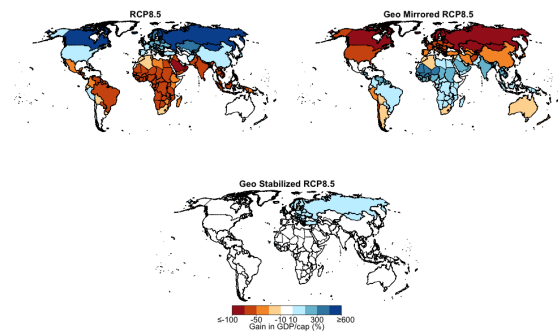 RCP8.5
Geo Mirrored RCP8.5
Geo Stabilized RCP8.5
≤-100 -50 -10 10 300 ≥600
Gain in GDP/cap (%)